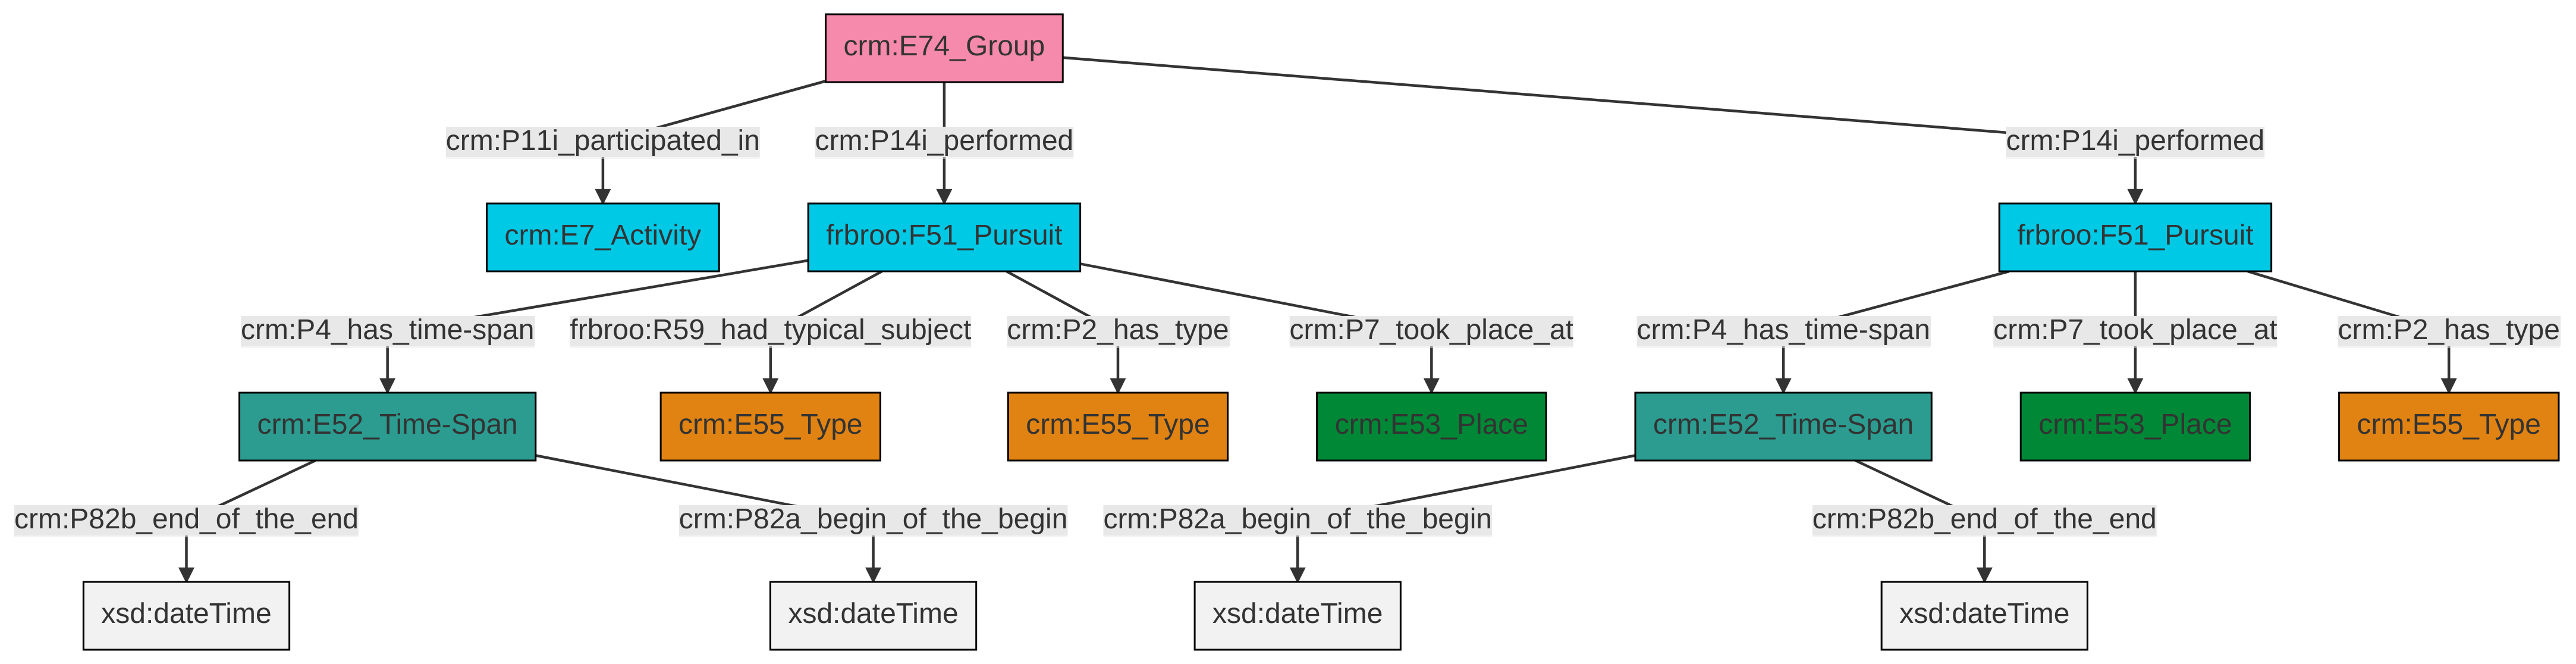 crm:E74_Group
crm:P11i_participated_in
crm:P14i_performed
crm:P14i_performed
crm:E7_Activity
frbroo:F51_Pursuit
frbroo:F51_Pursuit
crm:P4_has_time-span
frbroo:R59_had_typical_subject
crm:P2_has_type
crm:P7_took_place_at
crm:P4_has_time-span
crm:P7_took_place_at
crm:P2_has_type
crm:E52_Time-Span
crm:E55_Type
crm:E55_Type
crm:E53_Place
crm:E52_Time-Span
crm:E53_Place
crm:E55_Type
crm:P82b_end_of_the_end
crm:P82a_begin_of_the_begin
crm:P82a_begin_of_the_begin
crm:P82b_end_of_the_end
xsd:dateTime
xsd:dateTime
xsd:dateTime
xsd:dateTime